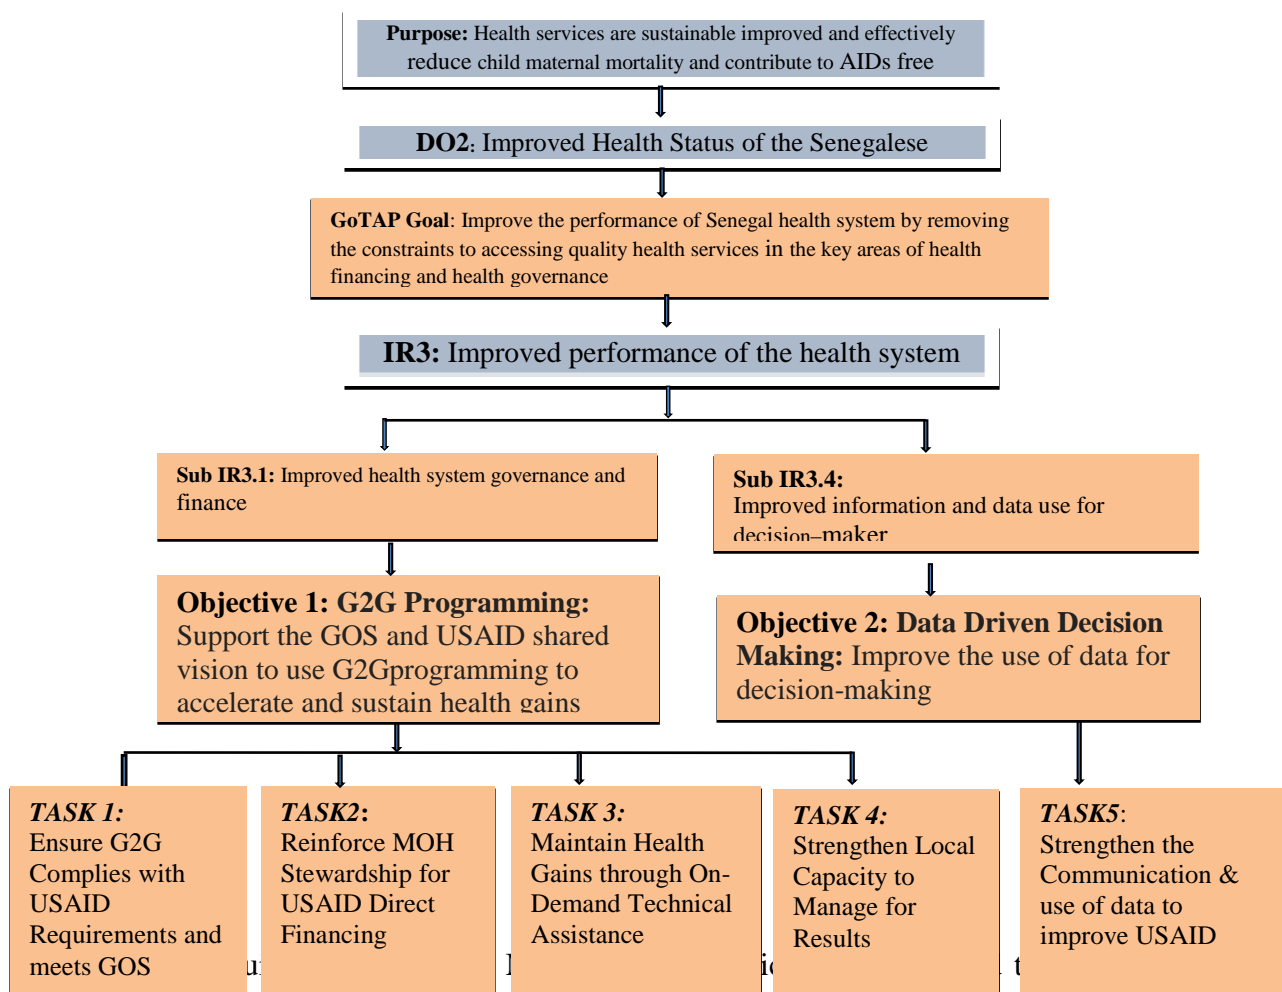 Purpose: Health services are sustainable improved and effectively
reduce child maternal mortality and contribute to AIDs free
DO2: Improved Health Status of the Senegalese
GoTAP Goal: Improve the performance of Senegal health system by removing
the constraints to accessing quality health services in the key areas of health
financing and health governance
IR3: Improved performance of the health system
Sub IR3.1: Improved health system governance and
finance
Sub IR3.4:
Improved information and data use for
decision–maker
Objective 1: G2G Programming:
Support the GOS and USAID shared
vision to use G2Gprogramming to
accelerate and sustain health gains
Objective 2: Data Driven Decision
Making: Improve the use of data for
decision-making
TASK 1:
Ensure G2G
Complies with
USAID
Requirements and
meets GOS
TASK2:
Reinforce MOH
Stewardship for
USAID Direct
Financing
TASK 3:
Maintain Health
Gains through On-
Demand Technical
Assistance
TASK 4:
Strengthen Local
Capacity to
Manage for
Results
TASK5:
Strengthen the
Communication &
use of data to
improve USAID